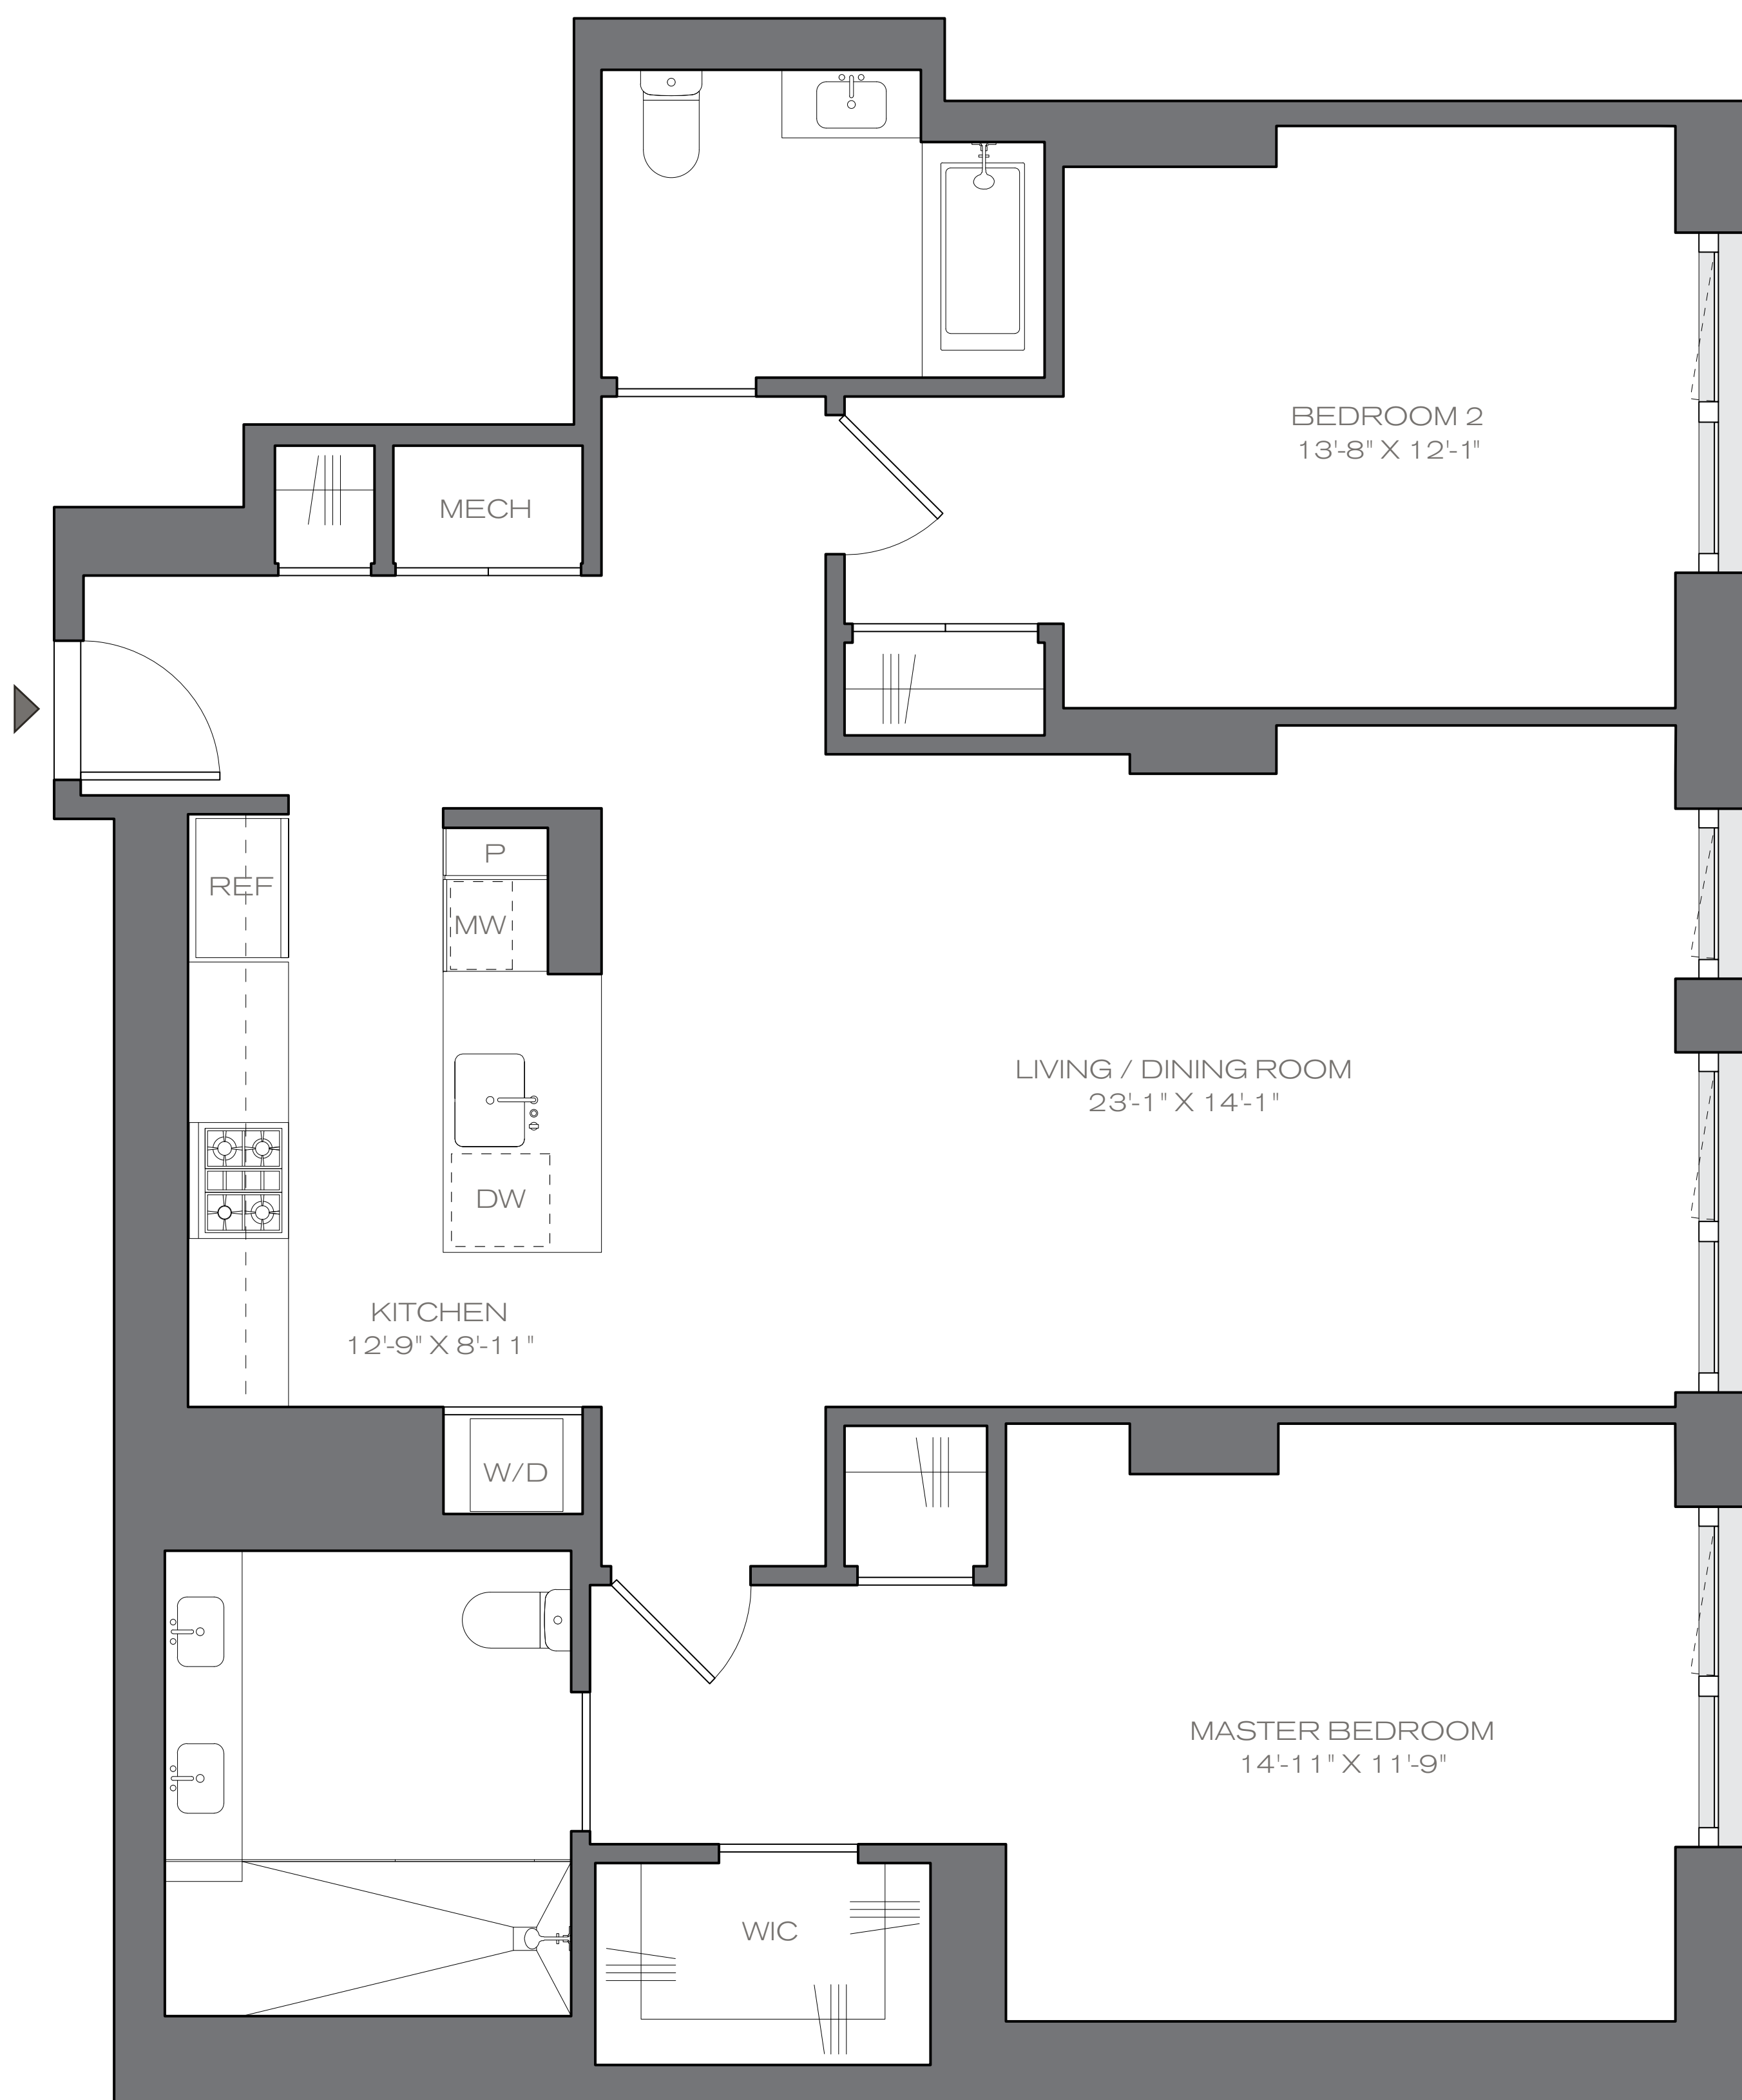 BEDROOM 2
13'-8" X 12'-1"
MECH
P
REF
MW
LIVING / DINING ROOM
23'-1" X 14'-1"
DW
KITCHEN
12'-9" X 8'-11"
W/D
MASTER BEDROOM
14'-11" X 11'-9"
WIC